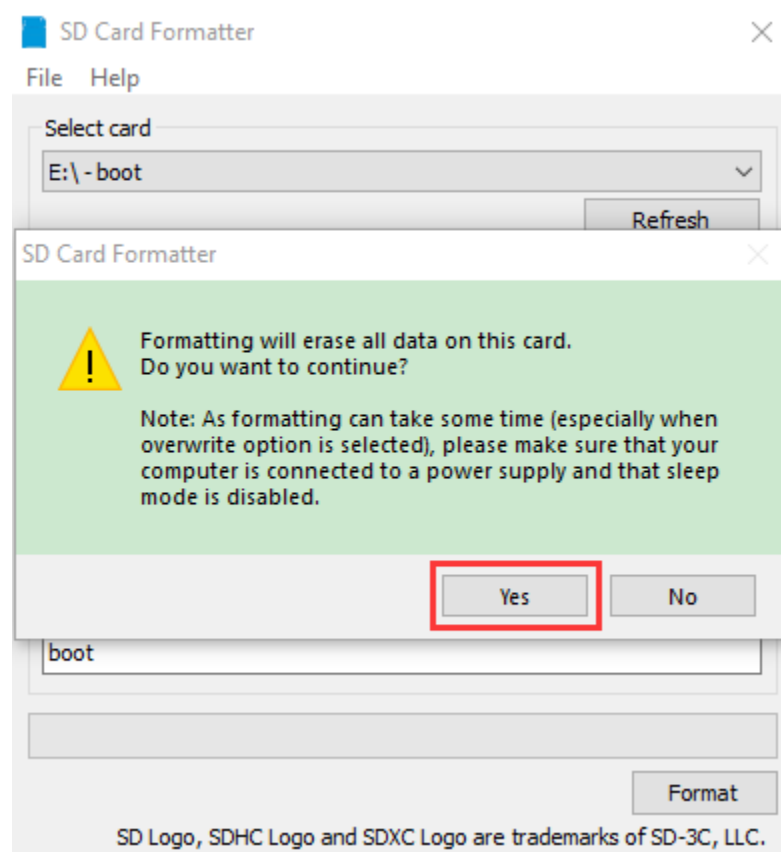 SD Card Formatter
File Help
Select card
E:\ - boot
Refresh
SD Card Formatter
Formatting will erase all data on this card.
Do you want to continue?
Note: As formatting can take some time (especially when
overwrite option is selected), please make sure that your
computer is connected to a power supply and that sleep
mode is disabled.
Yes No
boot
Format
SD Logo, SDHC Logo and SDXC Logo are trademarks of SD-3C, LLC.